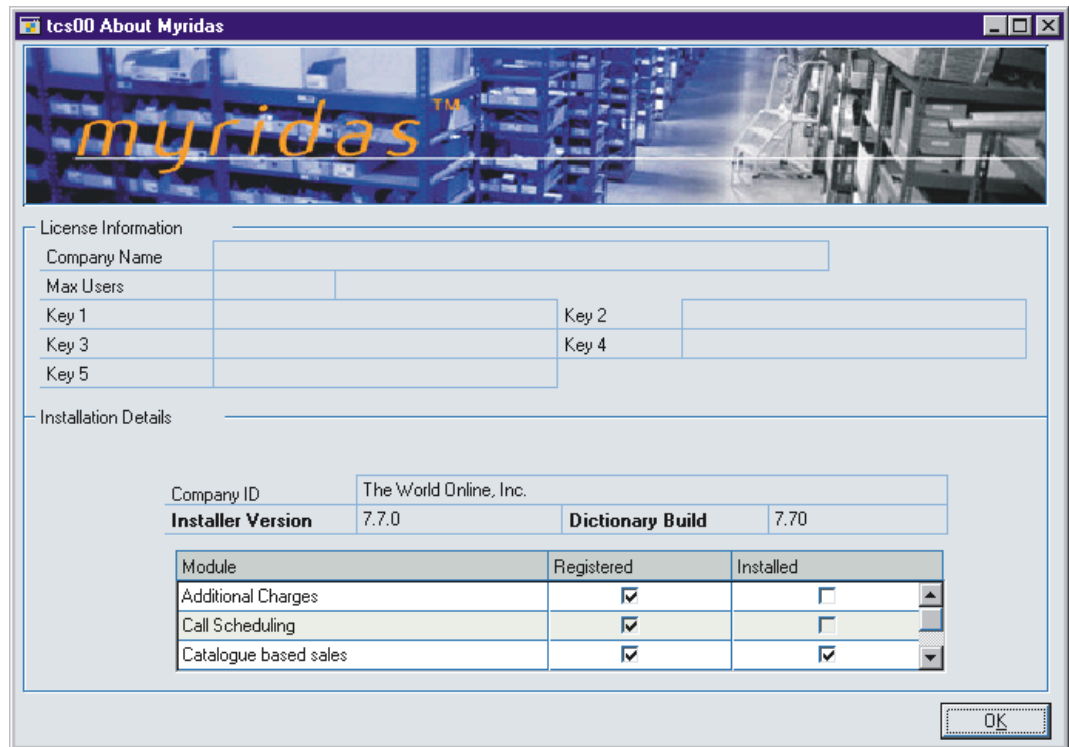 tcs00 About Myridas
myridas™
License Information
Company Name
Max Users
Key 1 Key 2
Key 3 Key 4
Key 5
Installation Details
Company ID The World Online, Inc.
Installer Version 7.7.0 Dictionary Build 7.70
Module Registered Installed
Additional Charges
Call Scheduling
Catalogue based sales
OK